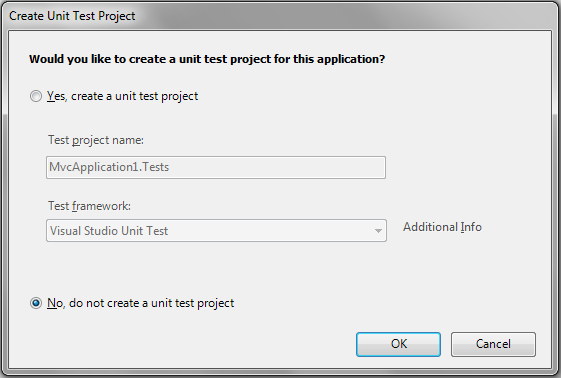 Create Unit Test Project
Would you like to create a unit test project for this application?
Yes, create a unit test project
Test project name:
MvcApplication1.Tests
Test framework:
Visual Studio Unit Test
Additional Info
No, do not create a unit test project
OK Cancel